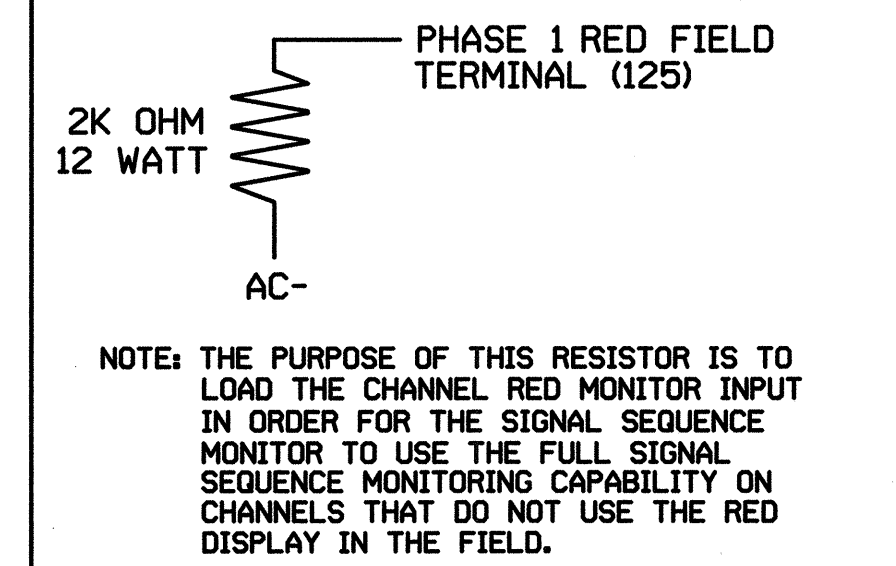 PHASE 1 RED FIELD
TERMINAL (125)
2K OHM
12 WATT
AC-
NOTE: THE PURPOSE OF THIS RESISTOR IS TO
LOAD THE CHANNEL RED MONITOR INPUT
IN ORDER FOR THE SIGNAL SEQUENCE
MONITOR TO USE THE FULL SIGNAL
SEQUENCE MONITORING CAPABILITY ON
CHANNELS THAT DO NOT USE THE RED
DISPLAY IN THE FIELD.